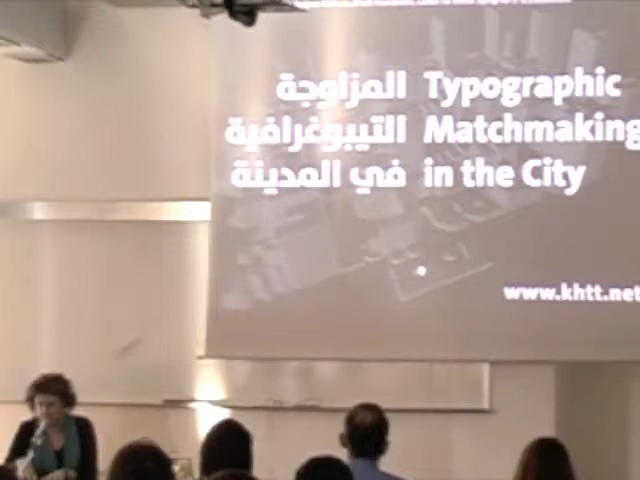 المزاوجة Typographic
التيبوغرافية Matchmaking
في المدينة in the City
www.khtt.net